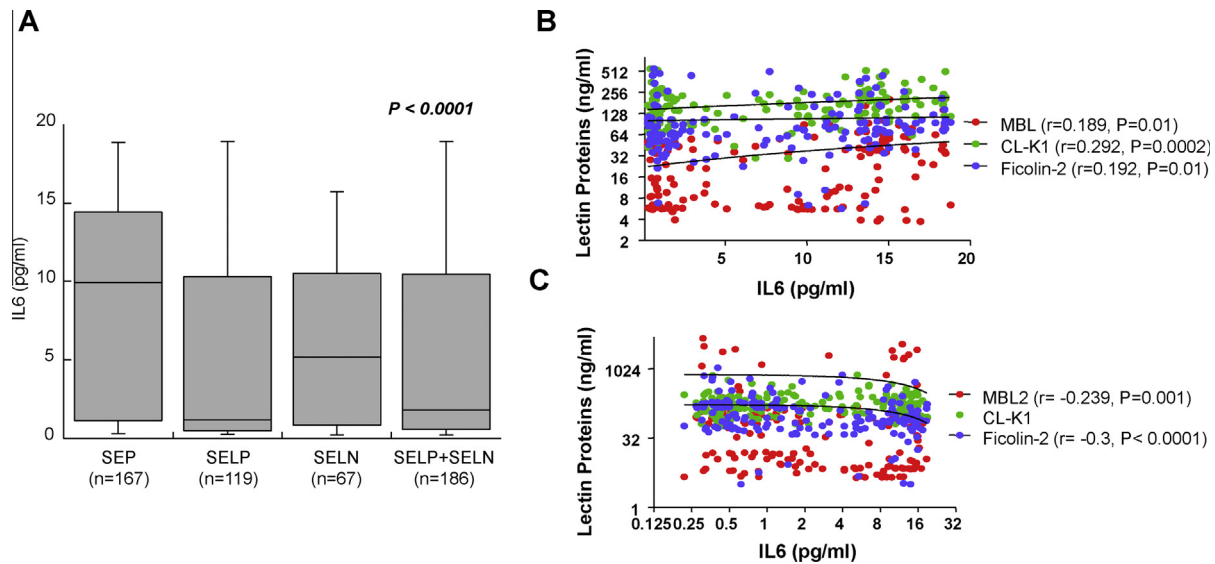 A
P < 0.0001
20
15
10
5
0
IL6 (pg/ml)
SEP
(n=167)
SELP
(n=119)
SELN
(n=67)
SELP+SELN
(n=186)
B
Lectin Proteins (ng/ml)
512
256
128
64
32
16
8
4
2
5
10
15
20
IL6 (pg/ml)
MBL (r=0.189, P=0.01)
CL-K1 (r=0.292, P=0.0002)
Ficolin-2 (r=0.192, P=0.01)
C
Lectin Proteins (ng/ml)
1024
32
1
0.125
0.25
0.5
1
2
4
8
16
32
IL6 (pg/ml)
MBL2 (r= -0.239, P=0.001)
CL-K1
Ficolin-2 (r= -0.3, P< 0.0001)